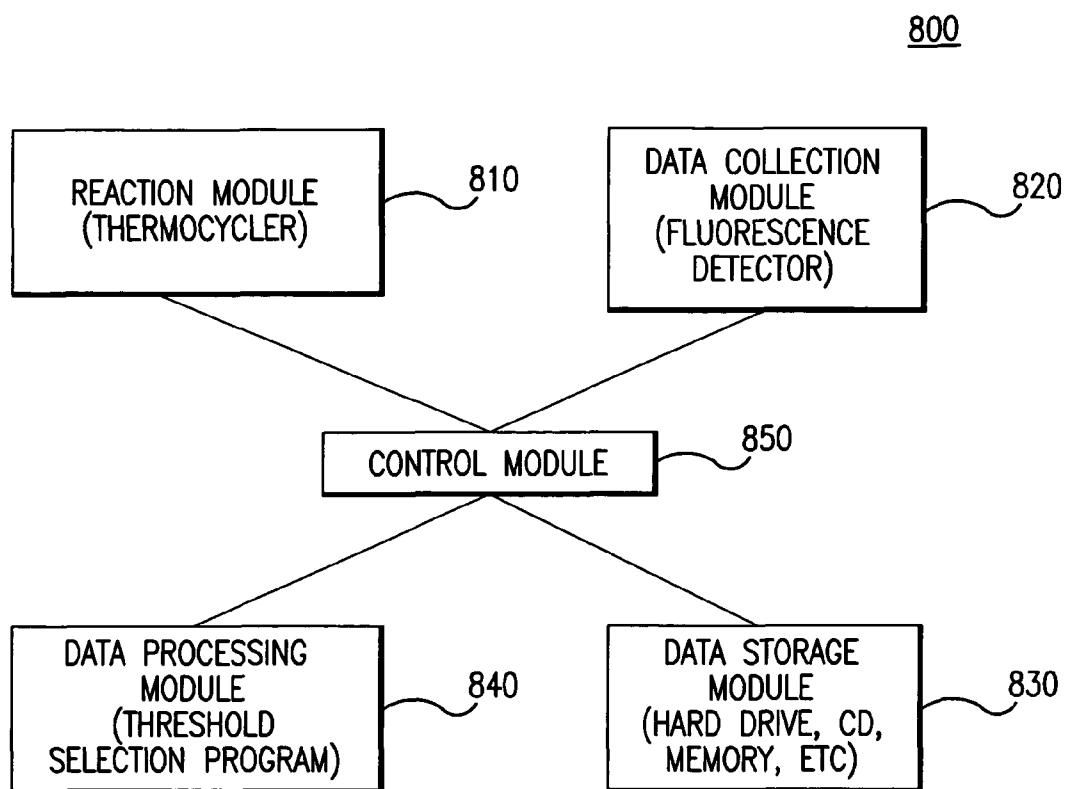 800
REACTION MODULE
(THERMOCYCLER)
810
DATA COLLECTION
MODULE
(FLUORESCENCE
DETECTOR)
820
CONTROL MODULE
850
DATA PROCESSING
MODULE
(THRESHOLD
SELECTION PROGRAM)
840
DATA STORAGE
MODULE
(HARD DRIVE, CD,
MEMORY, ETC)
830